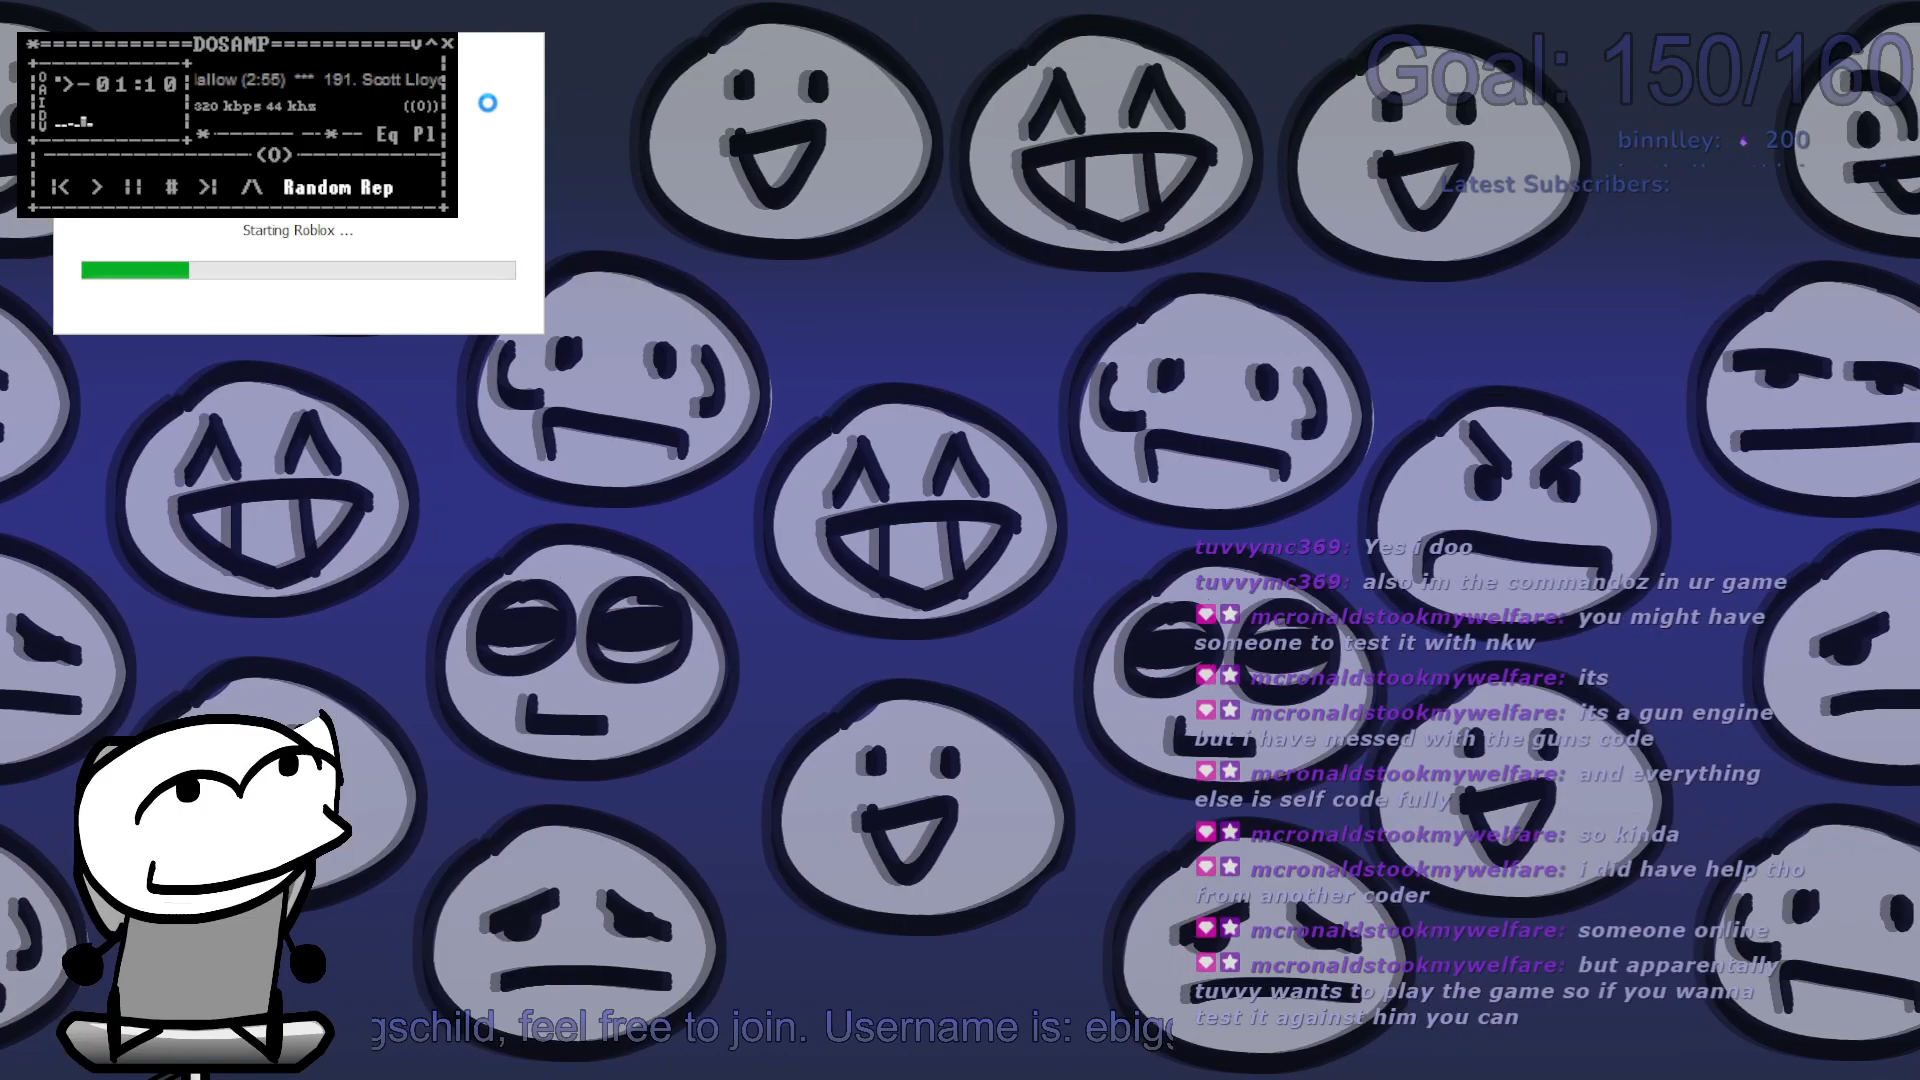 DOSAMP
01:10
allow (2:55) *** 191. Scott Lloy
320 kbps 44 khz ((0))
Eq Pl
Random Rep
Starting Roblox ...
Goal: 150/160
binnlley: 200
Latest Subscribers:
tuvvymc369: Yes i doo
tuvvymc369: also im the commandoz in ur game
mcronaldstookmywelfare: you might have
someone to test it with nkw
mcronaldstookmywelfare: its
mcronaldstookmywelfare: its a gun engine
but i have messed with the guns code
mcronaldstookmywelfare: and everything
else is self code fully
mcronaldstookmywelfare: so kinda
mcronaldstookmywelfare: i did have help tho
from another coder
mcronaldstookmywelfare: someone online
mcronaldstookmywelfare: but apparentally
tuvvy wants to play the game so if you wanna
test it against him you can
gschild, feel free to join. Username is: ebigg